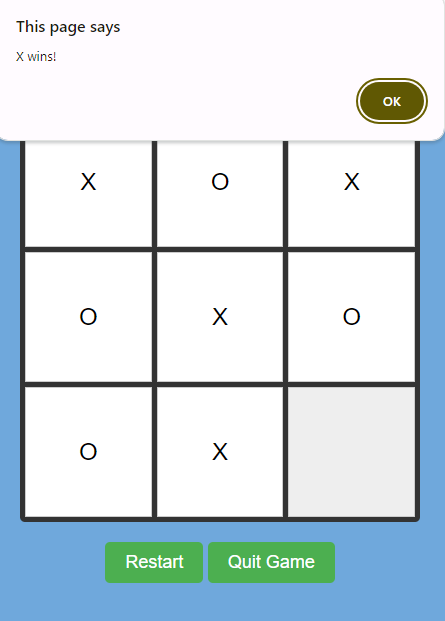 This page says
X wins!
OK
X O X
O X O
O X
Restart Quit Game